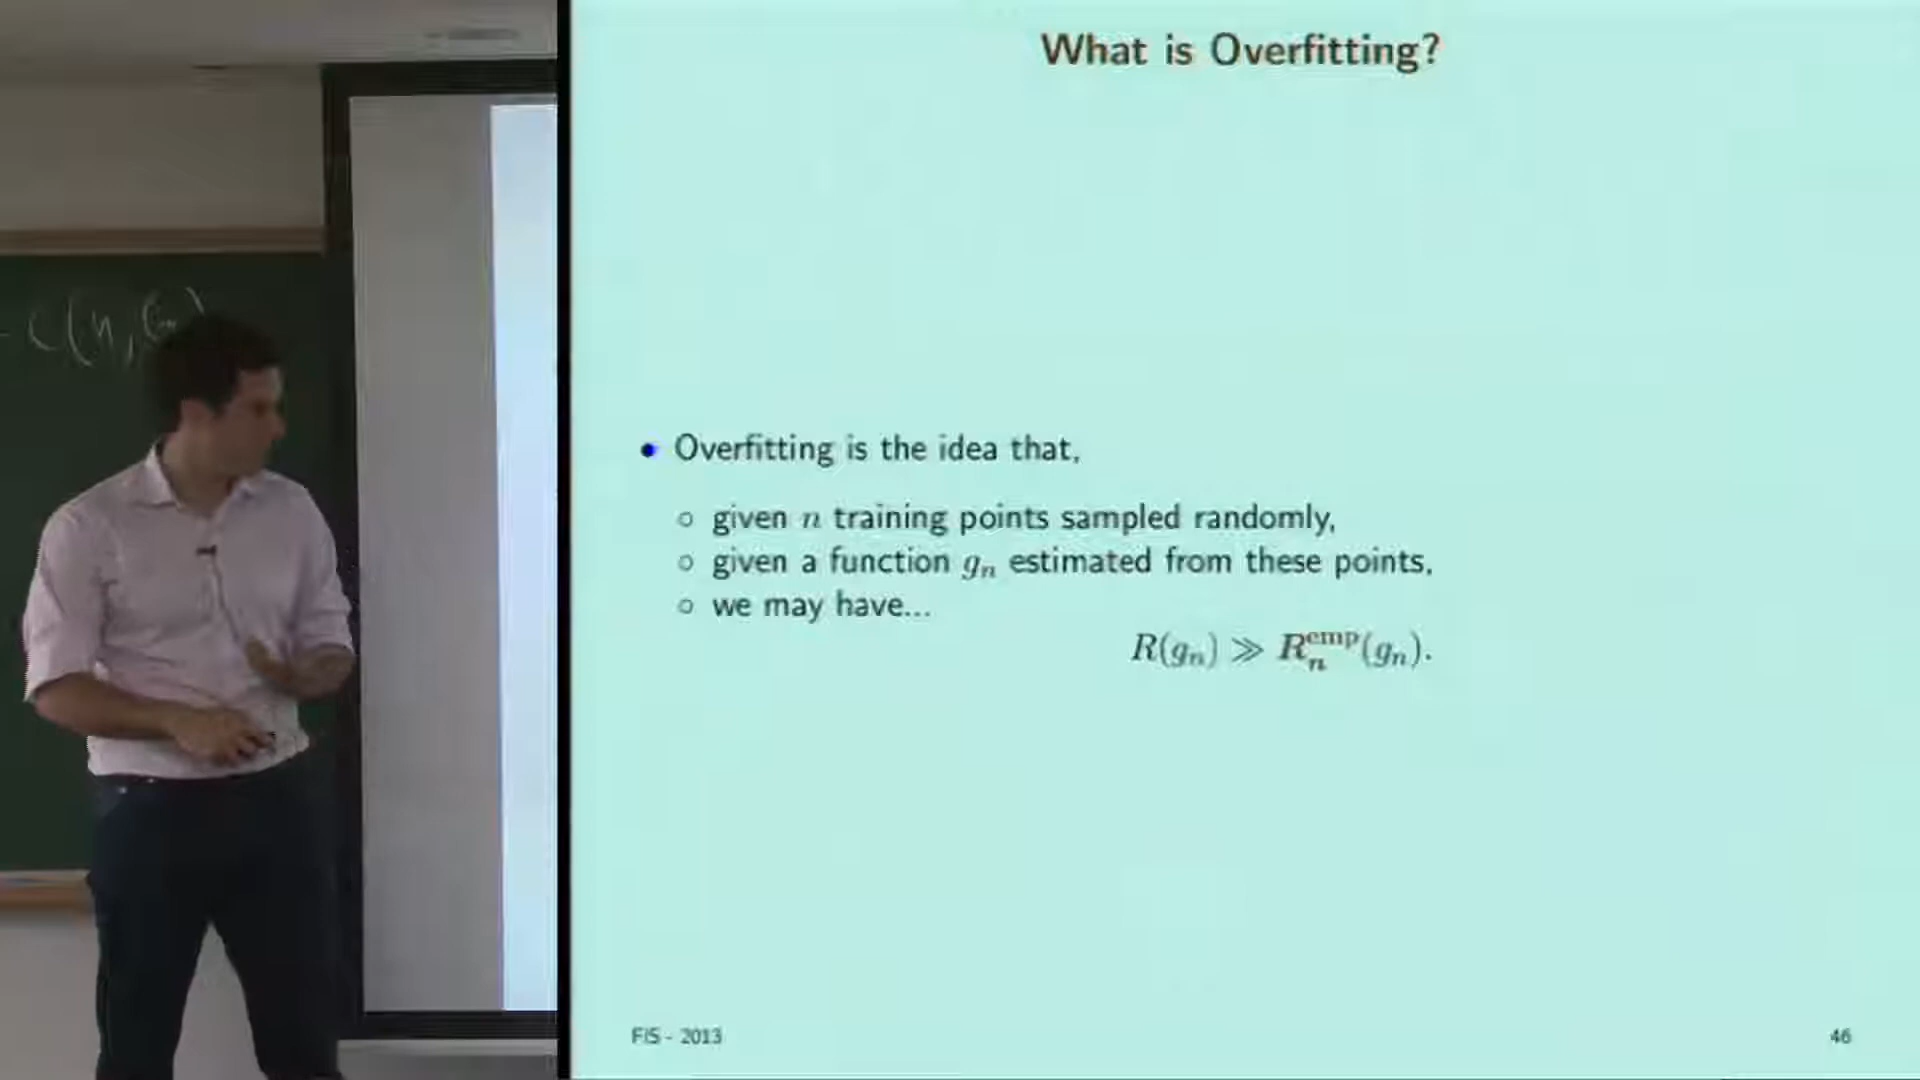 What is Overfitting?
• Overfitting is the idea that,
○ given n training points sampled randomly,
○ given a function gₙ estimated from these points,
○ we may have...
R(gₙ) ≫ Rₙᵉᵐᵖ(gₙ).
FIS - 2013
46